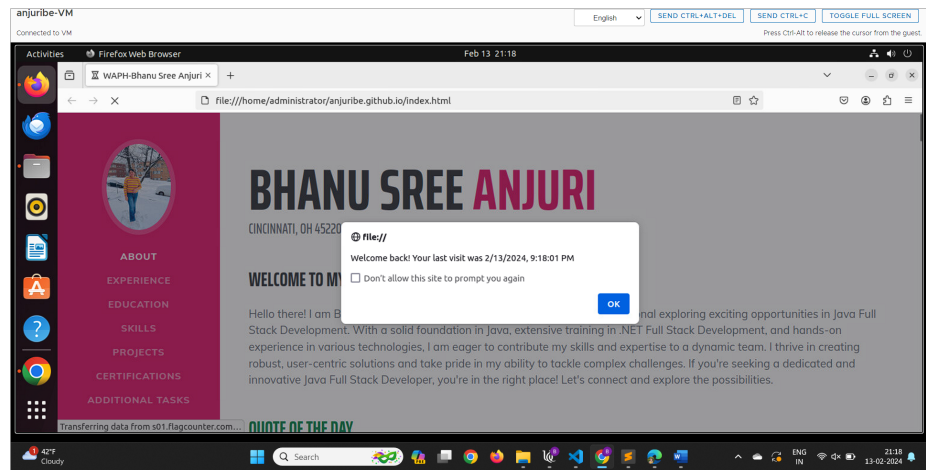 anjuribe-VM
English
SEND CTRL+ALT+DEL
SEND CTRL+C
TOGGLE FULL SCREEN
Connected to VM
Press Ctrl-Alt to release the cursor from the guest.
Activities
Firefox Web Browser
Feb 13 21:18
WAPH-Bhanu Sree Anjuri
file:///home/administrator/anjuribe.github.io/index.html
ABOUT
EXPERIENCE
EDUCATION
SKILLS
PROJECTS
CERTIFICATIONS
ADDITIONAL TASKS
BHANU SREE ANJURI
CINCINNATI, OH 45220
file://
Welcome back! Your last visit was 2/13/2024, 9:18:01 PM
Don't allow this site to prompt you again
OK
WELCOME TO MY
Hello there! I am B
nal exploring exciting opportunities in Java Full
Stack Development. With a solid foundation in Java, extensive training in .NET Full Stack Development, and hands-on
experience in various technologies, I am eager to contribute my skills and expertise to a dynamic team. I thrive in creating
robust, user-centric solutions and take pride in my ability to tackle complex challenges. If you're seeking a dedicated and
innovative Java Full Stack Developer, you're in the right place! Let's connect and explore the possibilities.
QUOTE OF THE DAY
Transferring data from s01.flagcounter.com...
1
42°F
Cloudy
Search
ENG
IN
21:18
13-02-2024